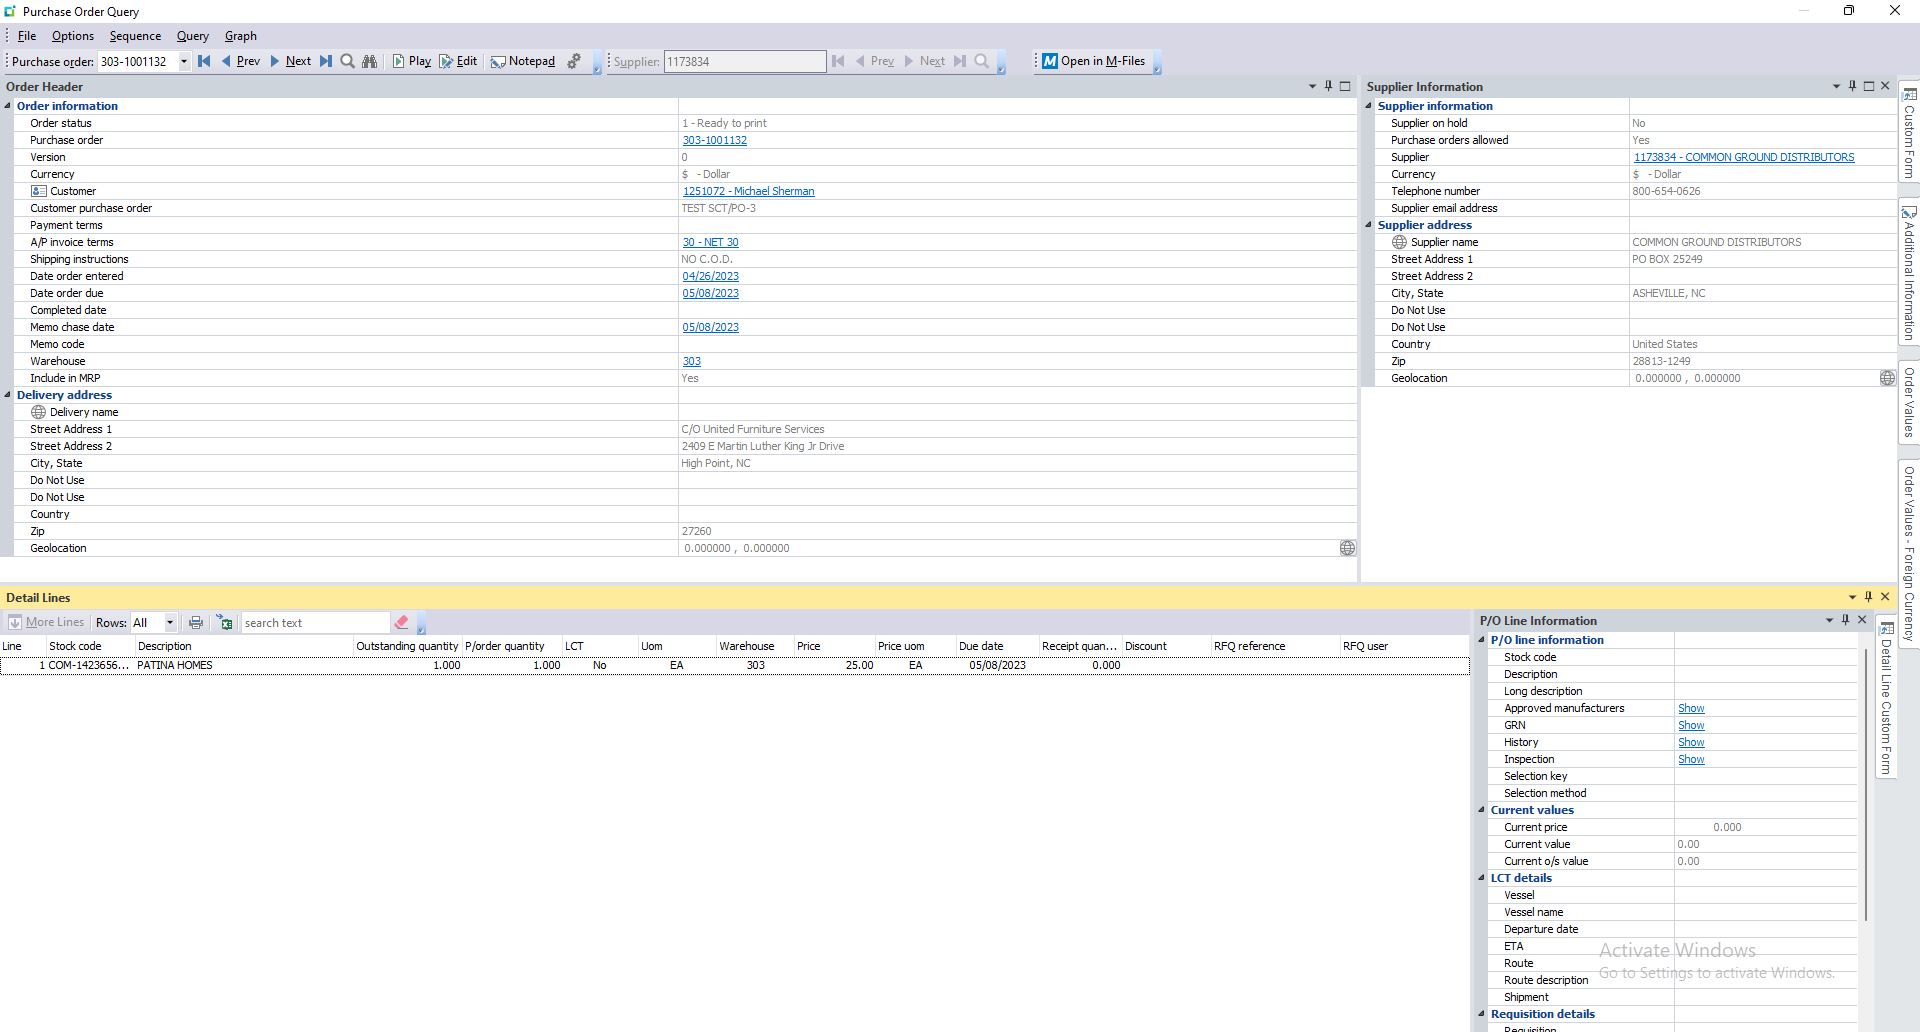 Purchase Order Query
File Options Sequence Query Graph
Purchase order: 303-1001132 Prev Next Play Edit Notepad Supplier: 1173834 Prev Next Open in M-Files
Order Header
Order information
Order status 1 - Ready to print
Purchase order 303-1001132
Version 0
Currency $ - Dollar
Customer 1251072 - Michael Sherman
Customer purchase order TEST SCT/PO-3
Payment terms
A/P invoice terms 30 - NET 30
Shipping instructions NO C.O.D.
Date order entered 04/26/2023
Date order due 05/08/2023
Completed date
Memo chase date 05/08/2023
Memo code
Warehouse 303
Include in MRP Yes
Delivery address
Delivery name
Street Address 1 C/O United Furniture Services
Street Address 2 2409 E Martin Luther King Jr Drive
City, State High Point, NC
Do Not Use
Do Not Use
Country
Zip 27260
Geolocation 0.000000 , 0.000000
Supplier Information
Supplier information
Supplier on hold No
Purchase orders allowed Yes
Supplier 1173834 - COMMON GROUND DISTRIBUTORS
Currency $ - Dollar
Telephone number 800-654-0626
Supplier email address
Supplier address
Supplier name COMMON GROUND DISTRIBUTORS
Street Address 1 PO BOX 25249
Street Address 2
City, State ASHEVILLE, NC
Do Not Use
Do Not Use
Country United States
Zip 28813-1249
Geolocation 0.000000 , 0.000000
Custom Form
Additional Information
Order Values
Order Values - Foreign Currency
Detail Lines
More Lines Rows: All search text
Line Stock code Description Outstanding quantity P/order quantity LCT Uom Warehouse Price Price uom Due date Receipt quan... Discount RFQ reference RFQ user
1 COM-1423656... PATINA HOMES 1.000 1.000 No EA 303 25.00 EA 05/08/2023 0.000
P/O Line Information
P/O line information
Stock code
Description
Long description
Approved manufacturers Show
GRN Show
History Show
Inspection Show
Selection key
Selection method
Current values
Current price 0.000
Current value 0.00
Current o/s value 0.00
LCT details
Vessel
Vessel name
Departure date
ETA
Route
Route description
Shipment
Requisition details
Requisition
Detail Line Custom Form
Activate Windows
Go to Settings to activate Windows.